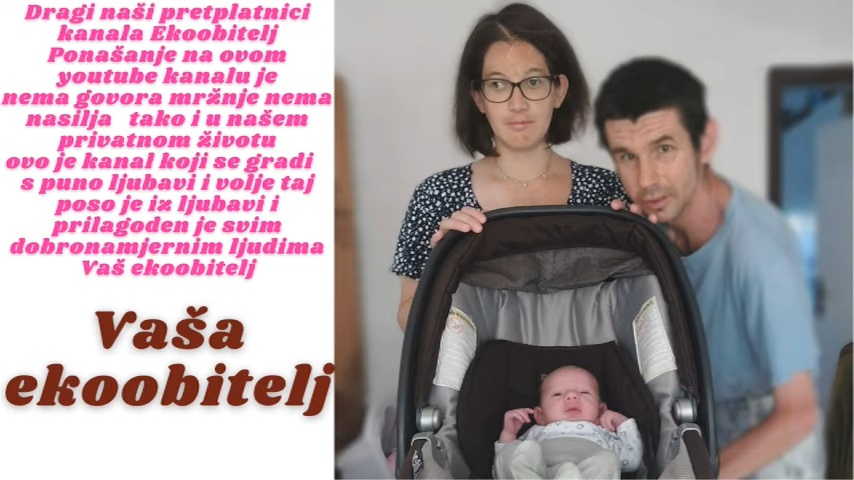 Dragi naši pretplatnici
kanala Ekoobitelj
Ponašanje na ovom
youtube kanalu je
nema govora mržnje nema
nasilja tako i u našem
privatnom životu
ovo je kanal koji se gradi
s puno ljubavi i volje taj
poso je iz ljubavi i
prilagođen je svim
dobronamjernim ljudima
Vaš ekoobitelj
Vaša
ekoobitelj